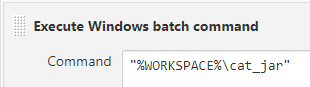 Execute Windows batch command
Command
"%WORKSPACE%\cat_jar"